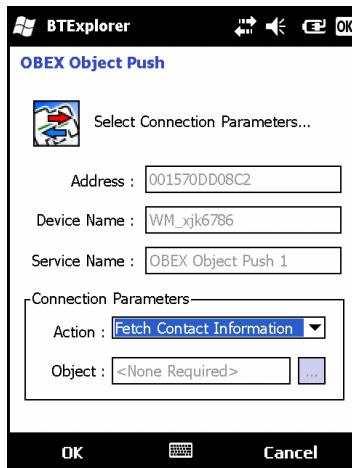 BTExplorer OK
OBEX Object Push
Select Connection Parameters...
Address : 001570DD08C2
Device Name : WM_xjk6786
Service Name : OBEX Object Push 1
Connection Parameters
Action : Fetch Contact Information
Object : <None Required> ...
OK Cancel